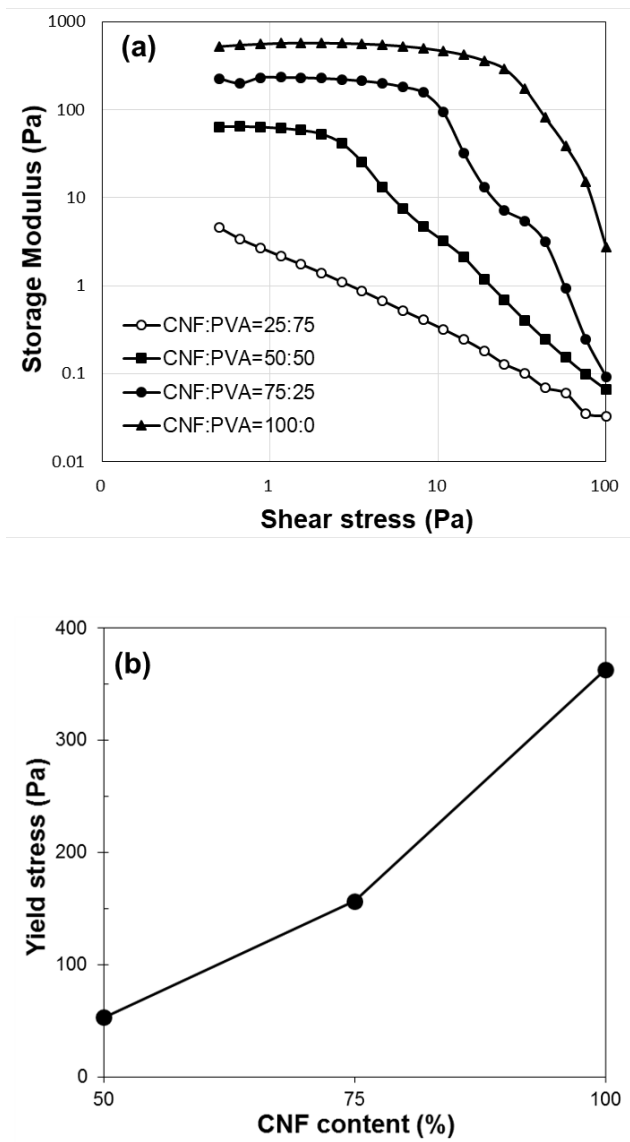 (a)
Storage Modulus (Pa)
1000
100
10
1
0.1
0.01
CNF:PVA=25:75
CNF:PVA=50:50
CNF:PVA=75:25
CNF:PVA=100:0
0
1
10
100
Shear stress (Pa)
(b)
Yield stress (Pa)
400
300
200
100
0
50
75
100
CNF content (%)